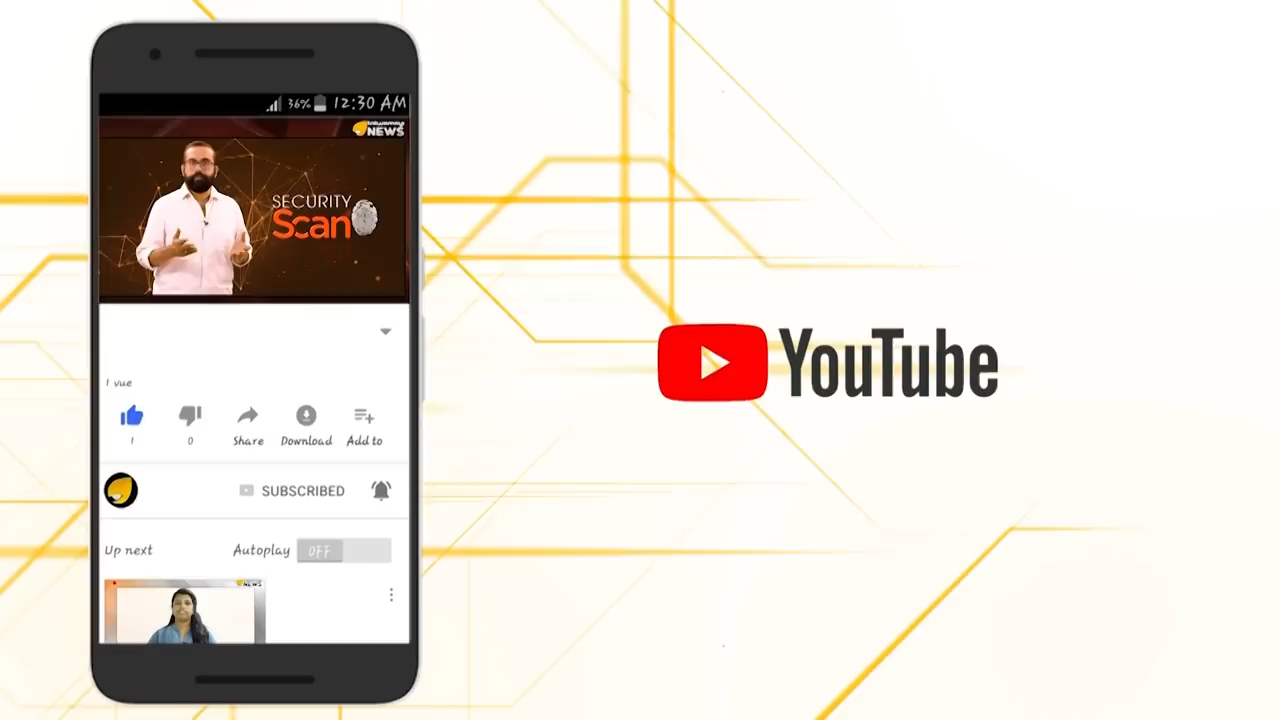 36% 12:30 AM
NEWS
SECURITY
Scan
1 vue
1
0
Share
Download
Add to
SUBSCRIBED
Up next
Autoplay
OFF
NEWS
YouTube